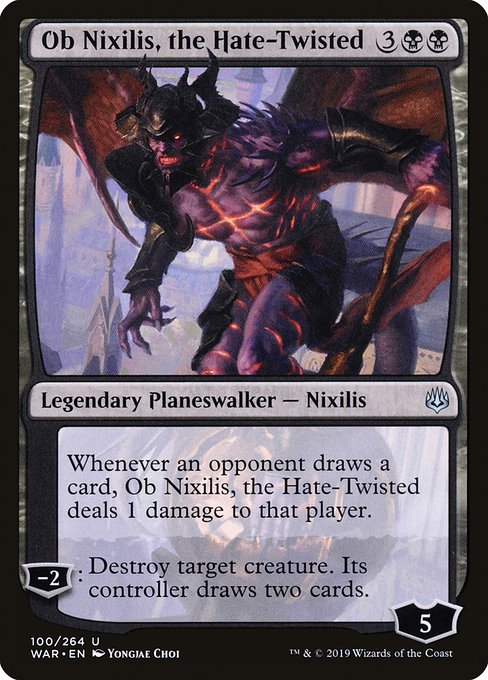 Ob Nixilis, the Hate-Twisted 3
Legendary Planeswalker — Nixilis
Whenever an opponent draws a
card, Ob Nixilis, the Hate-Twisted
deals 1 damage to that player.
-2 : Destroy target creature. Its
controller draws two cards.
5
100/264 U
WAR • EN Yongjae Choi
™ & © 2019 Wizards of the Coast